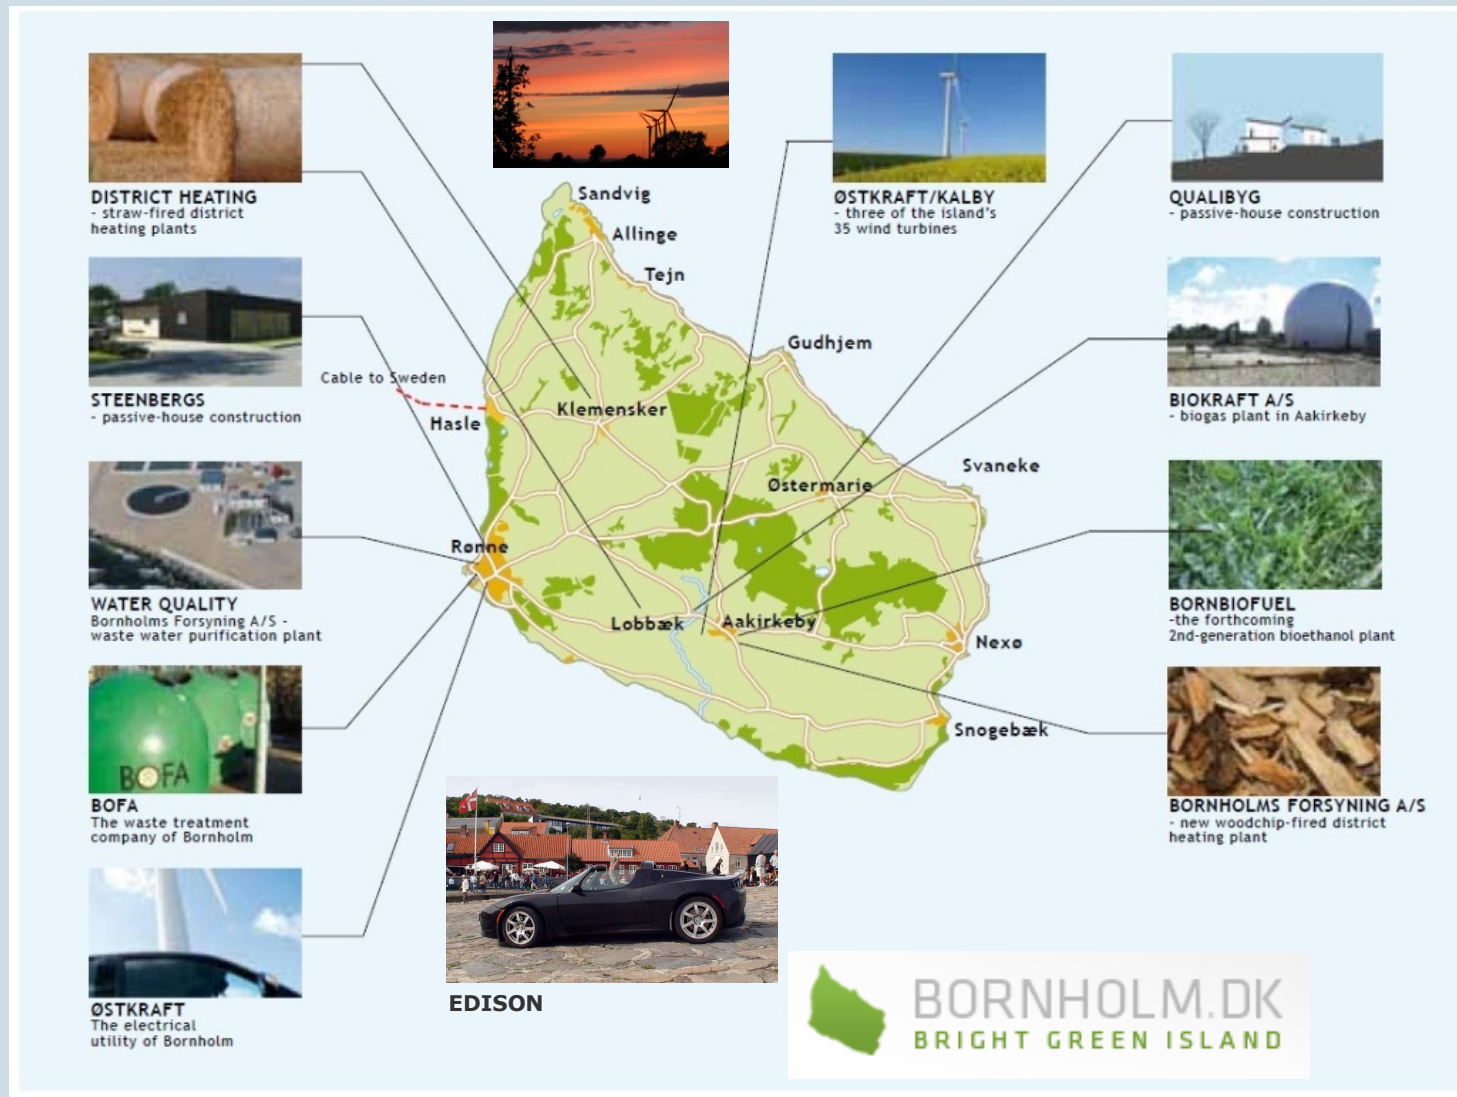 DISTRICT HEATING
- straw-fired district
heating plants
STEENBERGS
- passive-house construction
WATER QUALITY
Bornholms Forsyning A/S -
waste water purification plant
BOFA
BOFA
The waste treatment
company of Bornholm
ØSTKRAFT
The electrical
utility of Bornholm
Sandvig
Allinge
Tejn
Gudhjem
Cable to Sweden
Hasle
Klemensker
Svaneke
Østermarie
Rønne
Lobbæk
Aakirkeby
Nexø
Snogebæk
EDISON
ØSTKRAFT/KALBY
- three of the island's
35 wind turbines
QUALIBYG
- passive-house construction
BIOKRAFT A/S
- biogas plant in Aakirkeby
BORNBIOFUEL
-the forthcoming
2nd-generation bioethanol plant
BORNHOLMS FORSYNING A/S
- new woodchip-fired district
heating plant
BORNHOLM.DK
BRIGHT GREEN ISLAND